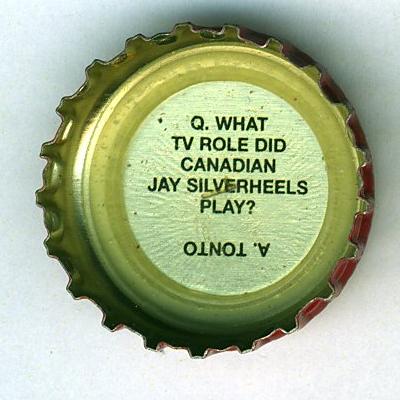 Q. WHAT
TV ROLE DID
CANADIAN
JAY SILVERHEELS
PLAY?
A. TONTO